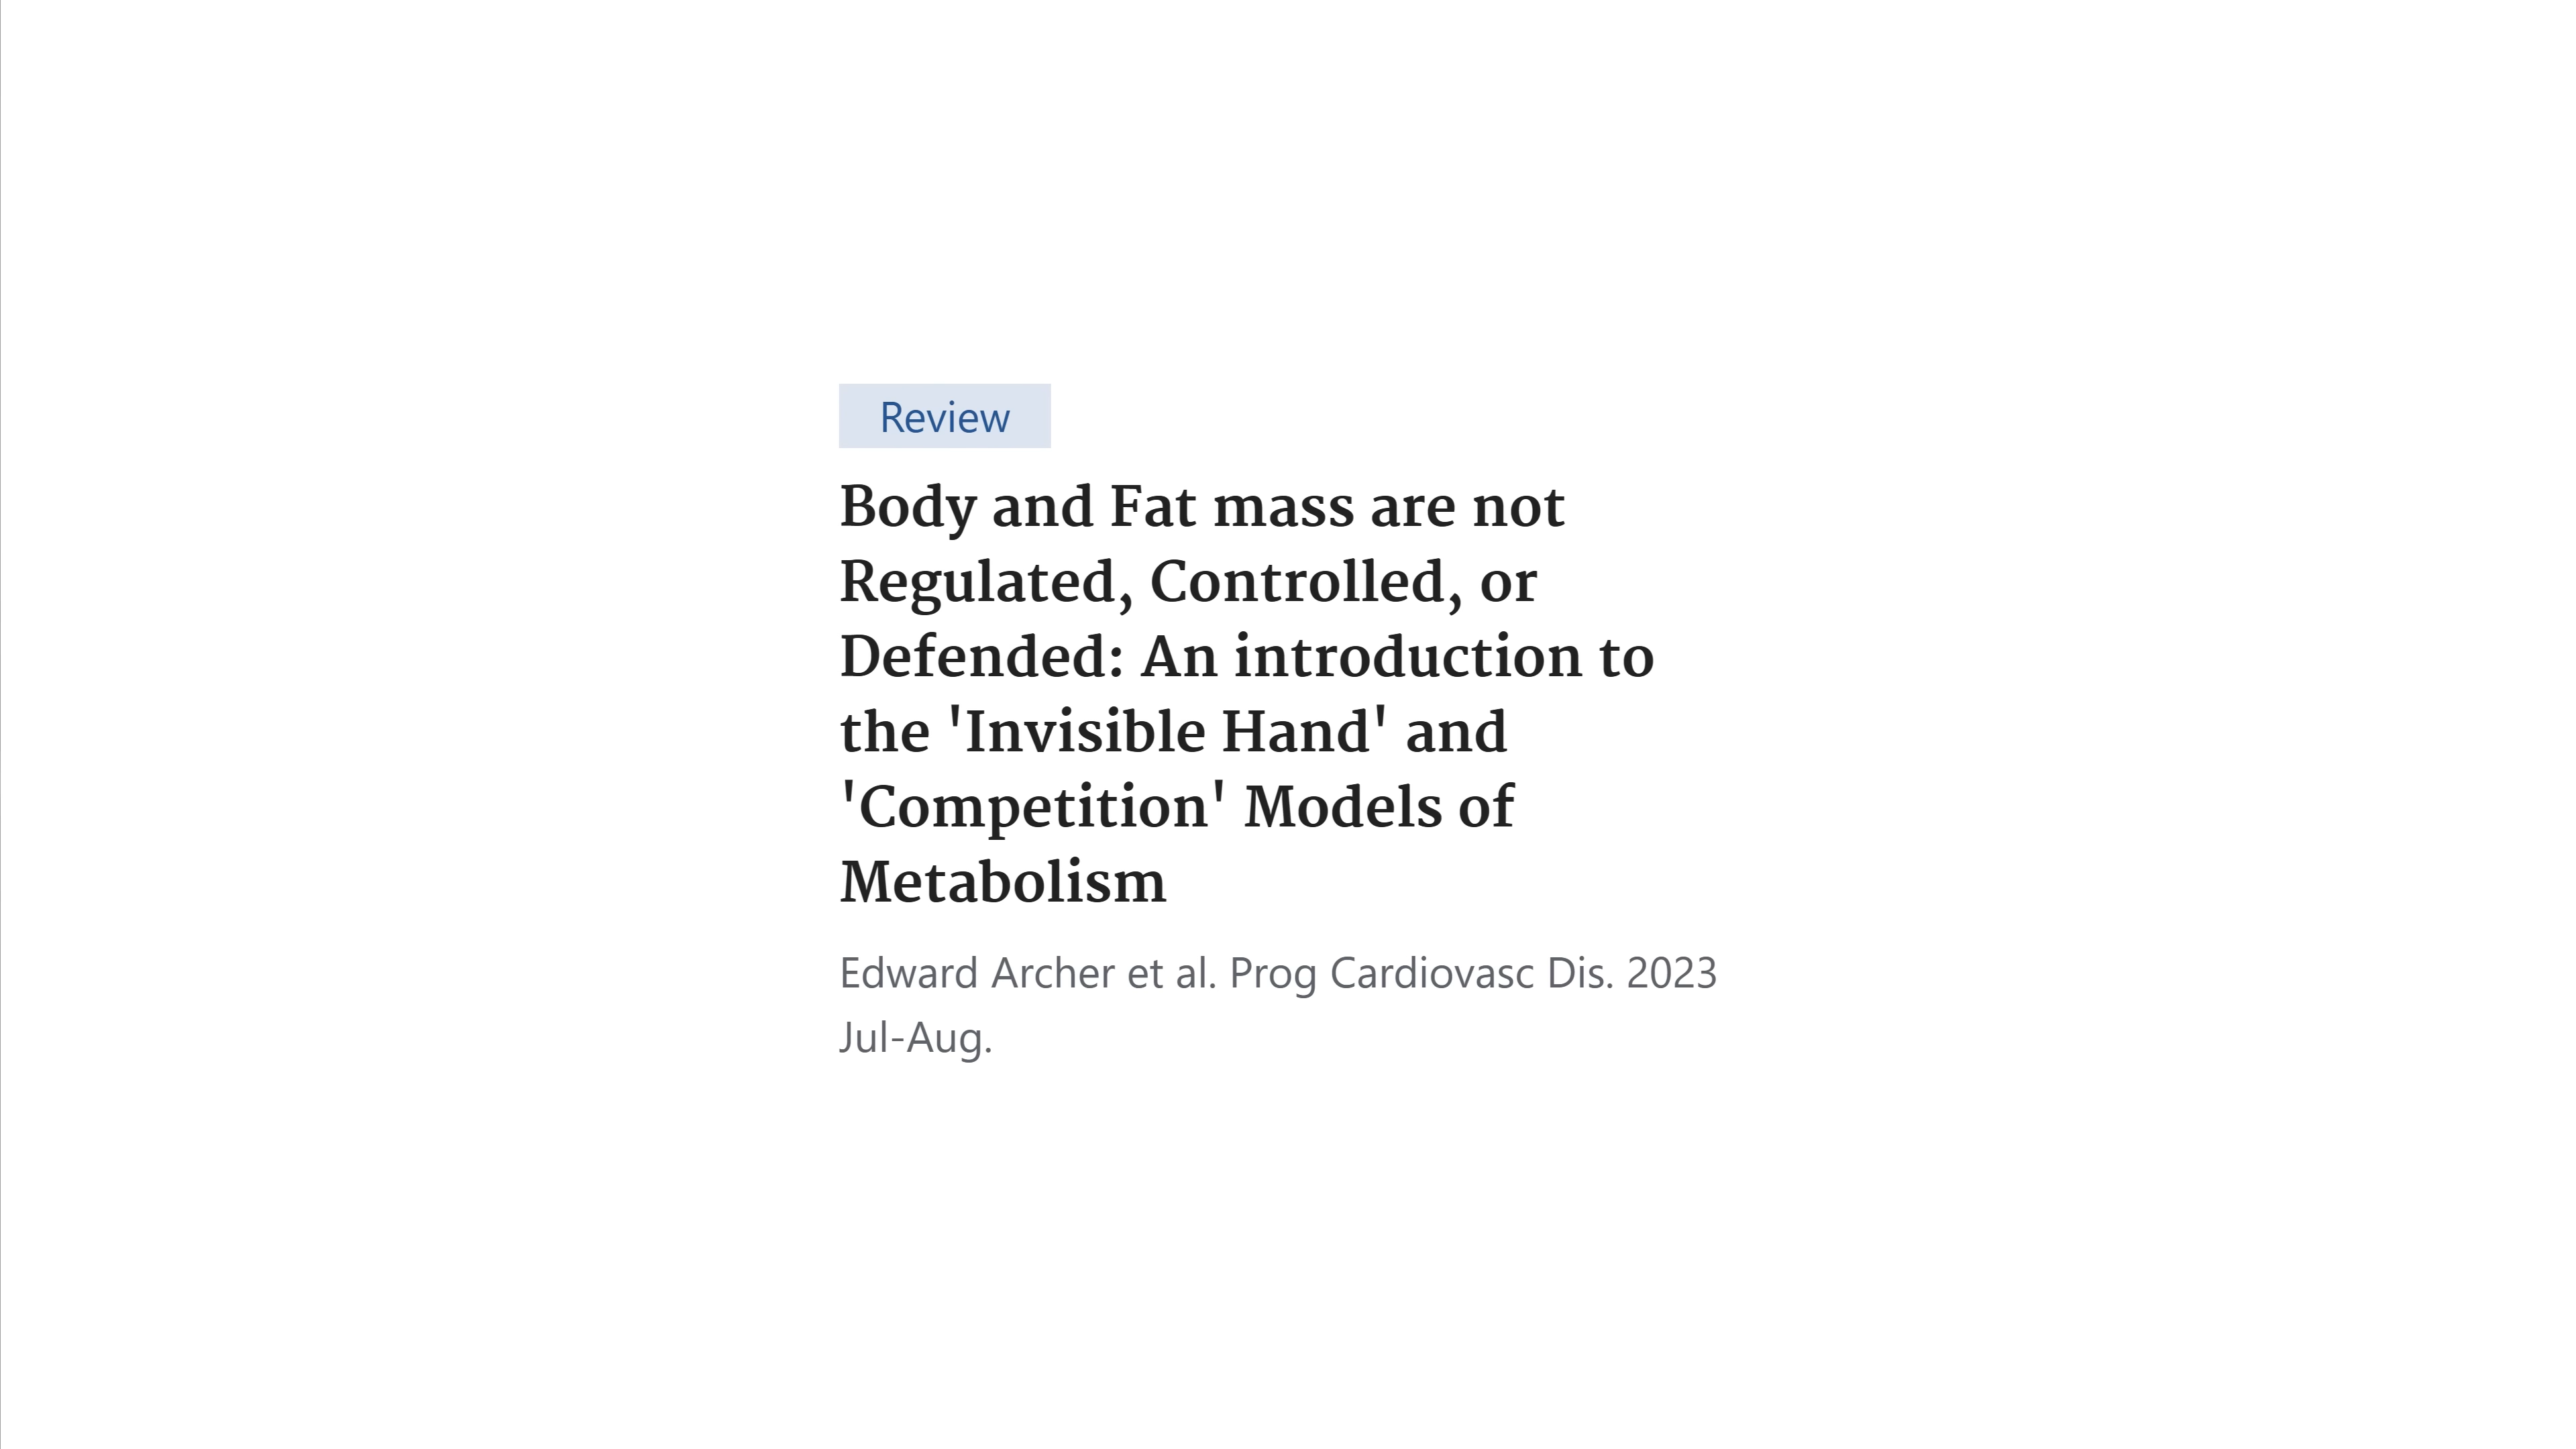 Review
Body and Fat mass are not
Regulated, Controlled, or
Defended: An introduction to
the 'Invisible Hand' and
'Competition' Models of
Metabolism
Edward Archer et al. Prog Cardiovasc Dis. 2023
Jul-Aug.